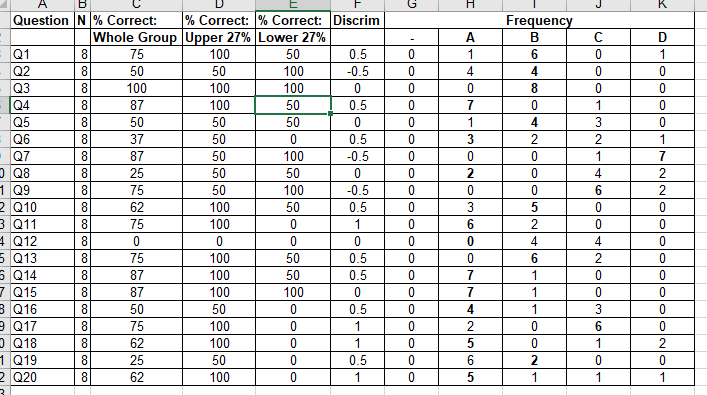 A B C D E F G H I J K
Question N % Correct: % Correct: % Correct: Discrim Frequency
Whole Group Upper 27% Lower 27% - A B C D
Q1 8 75 100 50 0.5 0 1 6 0 1
Q2 8 50 50 100 -0.5 0 4 4 0 0
Q3 8 100 100 100 0 0 0 8 0 0
Q4 8 87 100 50 0.5 0 7 0 1 0
Q5 8 50 50 50 0 0 1 4 3 0
Q6 8 37 50 0 0.5 0 3 2 2 1
Q7 8 87 50 100 -0.5 0 0 0 1 7
Q8 8 25 50 50 0 0 2 0 4 2
Q9 8 75 50 100 -0.5 0 0 0 6 2
Q10 8 62 100 50 0.5 0 3 5 0 0
Q11 8 75 100 0 1 0 6 2 0 0
Q12 8 0 0 0 0 0 0 4 4 0
Q13 8 75 100 50 0.5 0 0 6 2 0
Q14 8 87 100 50 0.5 0 7 1 0 0
Q15 8 87 100 100 0 0 7 1 0 0
Q16 8 50 50 0 0.5 0 4 1 3 0
Q17 8 75 100 0 1 0 2 0 6 0
Q18 8 62 100 0 1 0 5 0 1 2
Q19 8 25 50 0 0.5 0 6 2 0 0
Q20 8 62 100 0 1 0 5 1 1 1